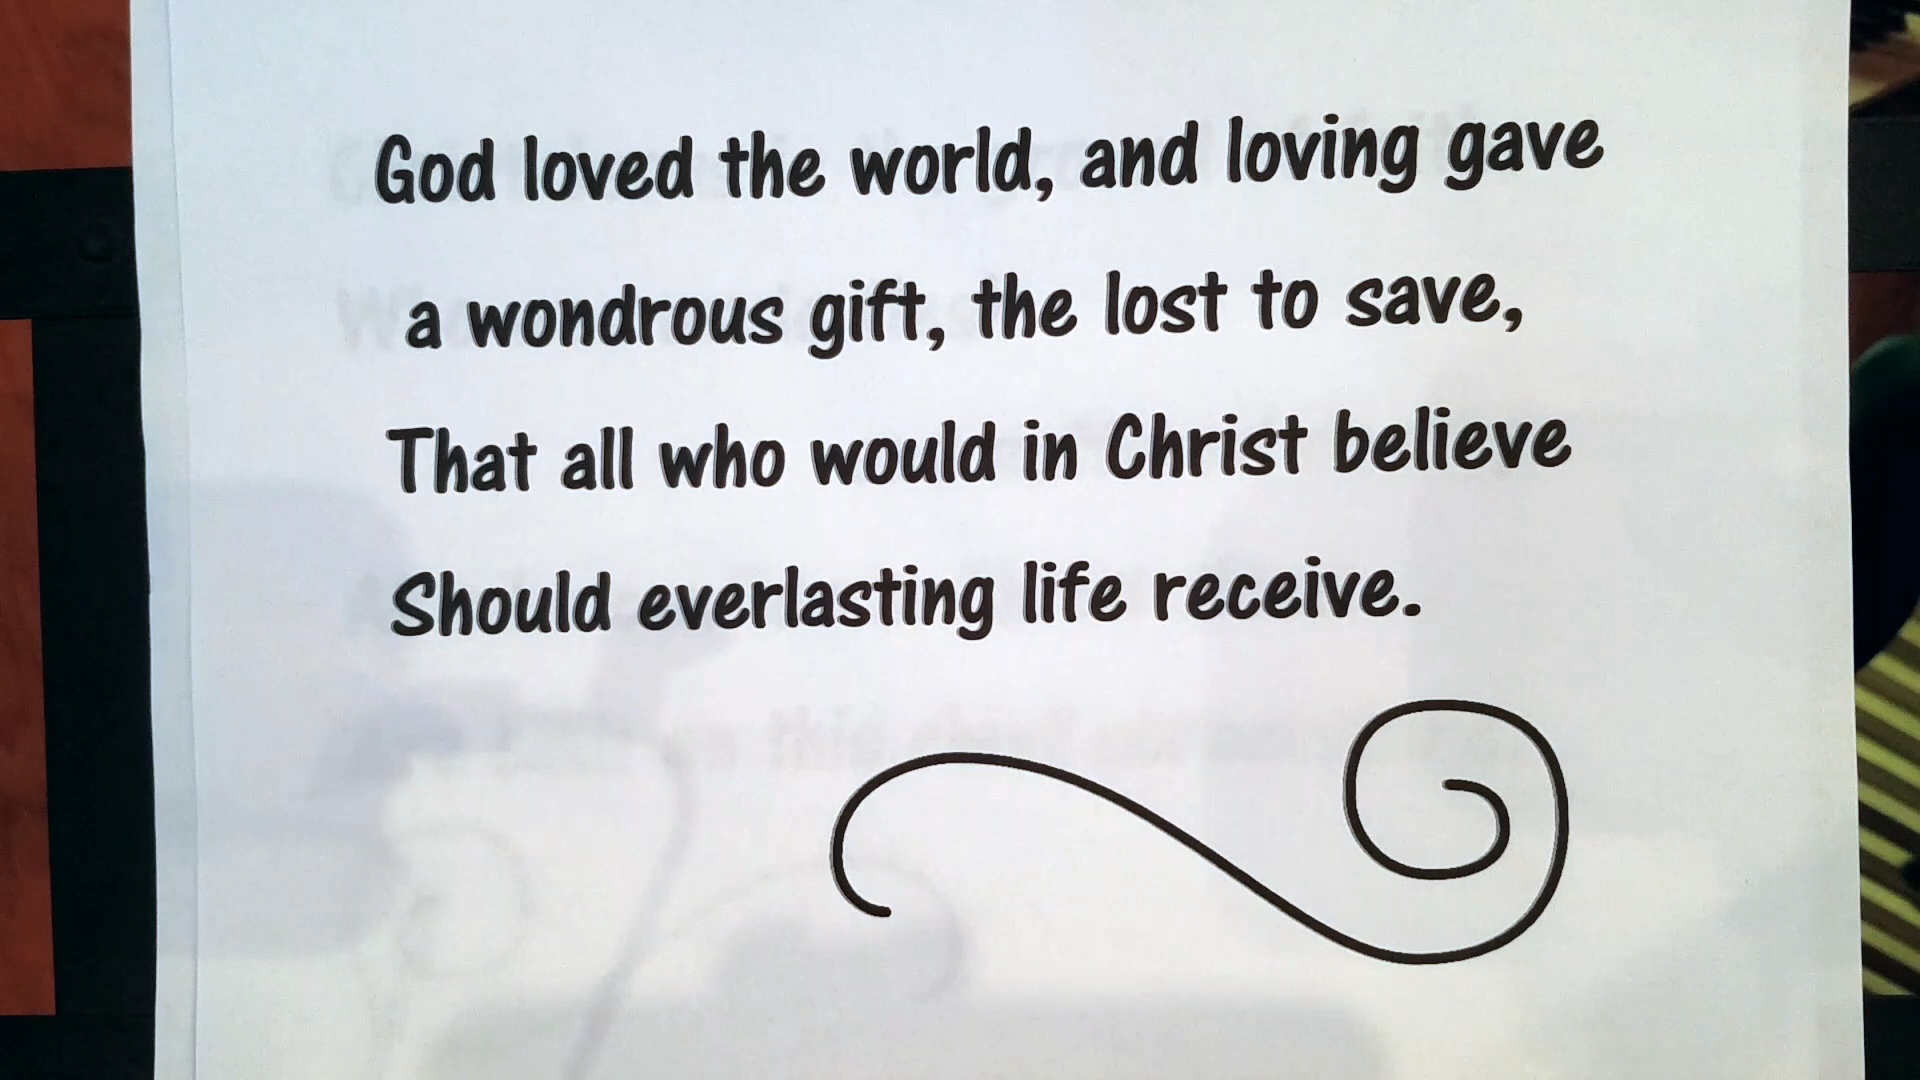 God loved the world, and loving gave
a wondrous gift, the lost to save,
That all who would in Christ believe
Should everlasting life receive.